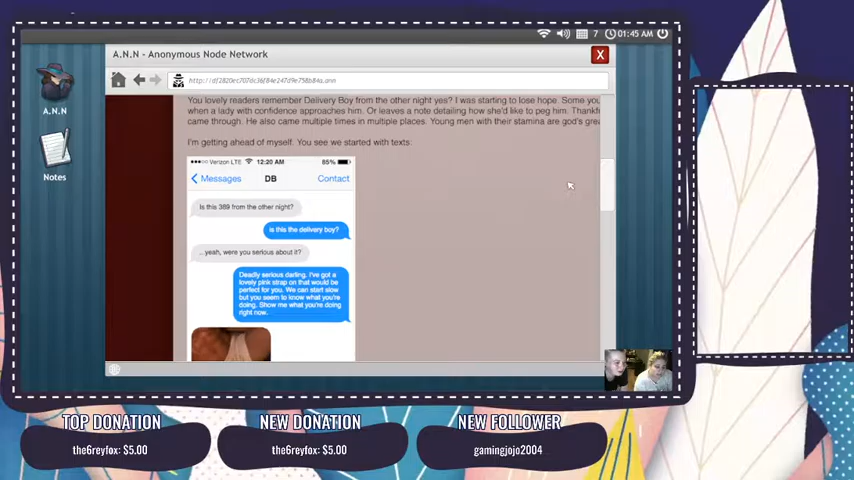 7 01:45 AM
A.N.N - Anonymous Node Network
X
A.N.N
Notes
You lovely readers remember Delivery Boy from the other night yes? I was starting to lose hope. Some you
when a lady with confidence approaches him. Or leaves a note detailing how she'd like to peg him. Thankf
came through. He also came multiple times in multiple places. Young men with their stamina are god's grea
I'm getting ahead of myself. You see we started with texts:
Verizon LTE 12:20 AM 85%
Messages DB Contact
Is this 389 from the other night?
Is this the delivery boy?
...yeah, were you serious about it?
Deadly serious darling. I've got a
lovely pink strap on that would be
perfect for you. We can start slow
but you seem to know what you're
doing. Show me what you're doing
right now.
TOP DONATION
the6reyfox: $5.00
NEW DONATION
the6reyfox: $5.00
NEW FOLLOWER
gamingjojo2004